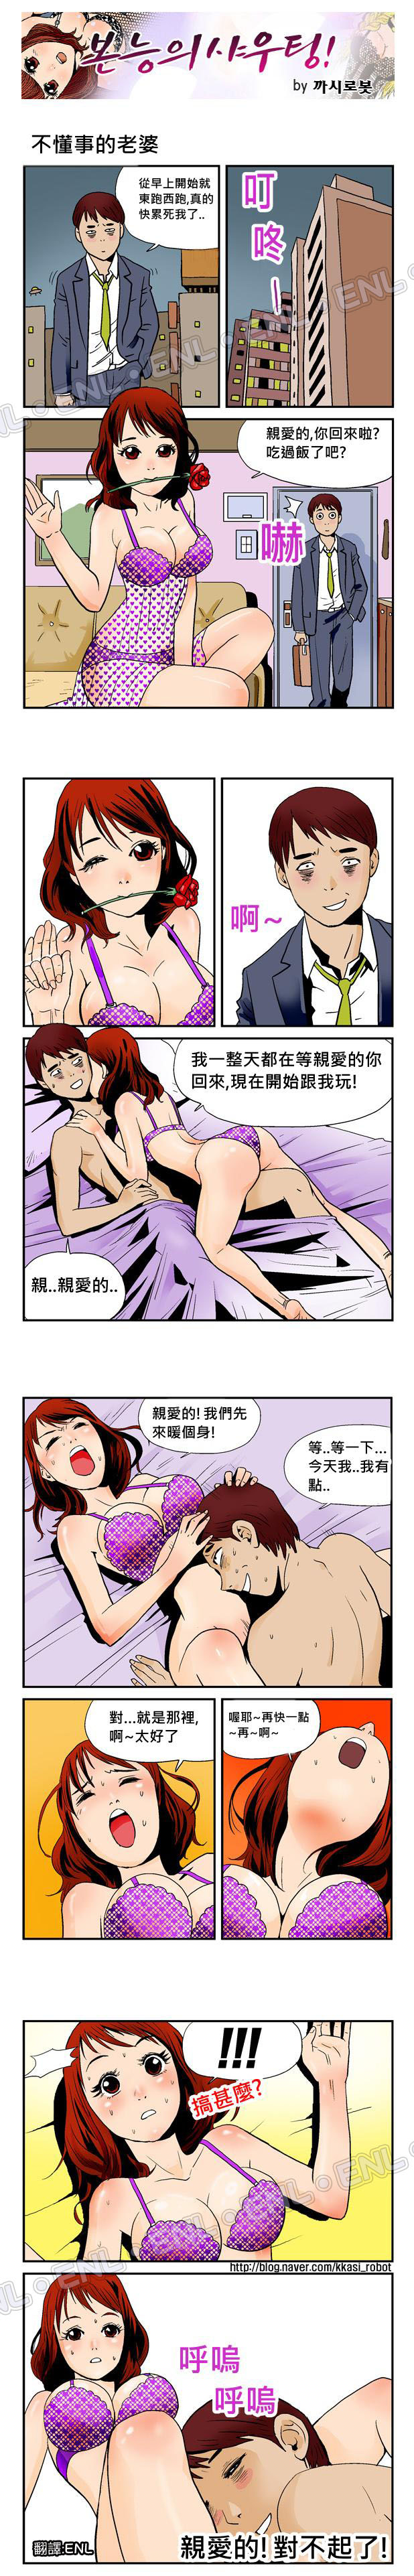 본능의 샤우팅!
by 까시로봇
不懂事的老婆
從早上開始就
東跑西跑,真的
快累死我了..
叮
咚
~
親愛的,你回來啦?
吃過飯了吧?
嚇
啊~
我一整天都在等親愛的你
回來,現在開始跟我玩!
親..親愛的..
親愛的!我們先
來暖個身!
等..等一下...
今天我..我有
點..
對...就是那裡,
啊~太好了
喔耶~再快一點
~再~啊~
!!!
搞甚麼?
http://blog.naver.com/kkasi_robot
呼嗚
呼嗚
翻譯:ENL
親愛的!對不起了!
ENL
ENL
ENL
ENL
ENL
ENL